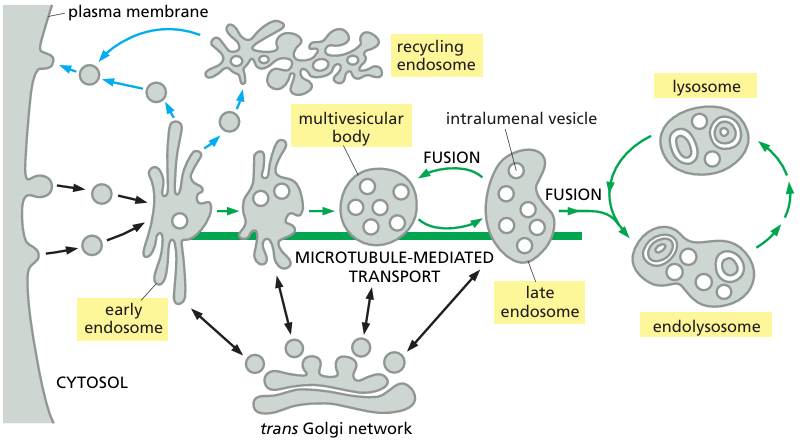 plasma membrane
recycling
endosome
lysosome
multivesicular
body
intralumenal vesicle
FUSION
FUSION
MICROTUBULE-MEDIATED
TRANSPORT
early
endosome
late
endosome
endolysosome
CYTOSOL
trans Golgi network